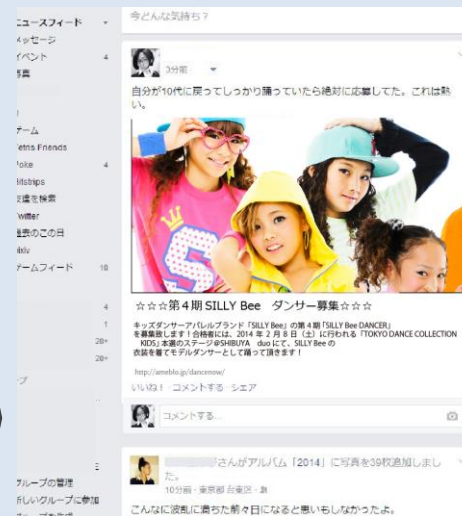 ニュースフィード
メッセージ
イベント 4
写真
ゲーム
Tetris Friends
Poke 4
Bitstrips
友達を検索
Twitter
過去のこの日
pixiv
ゲームフィード 10
4
1
20+
20+
グループの管理
新しいグループに参加
今どんな気持ち？
3分前
自分が10代に戻ってしっかり踊っていたら絶対に応募してた。これは熱
い。
☆☆☆第４期 SILLY Bee　ダンサー募集☆☆☆
キッズダンサーアパレルブランド「SILLY Bee」の第４期「SILLY Bee DANCER」
を募集致します！合格者には、2014 年 2 月 8 日（土）に行われる 「TOKYO DANCE COLLECTION
KIDS」本選のステージ@SHIBUYA　duo にて、SILLY Bee の
衣装を着てモデルダンサーとして踊って頂きます！
http://ameblo.jp/dancenow/
いいね！ · コメントする · シェア
コメントする...
さんがアルバム「2014」に写真を39枚追加しまし
た。
10分前 · 東京都 台東区 ·
こんなに波乱に満ちた前々日になると思いもしなかったよ。